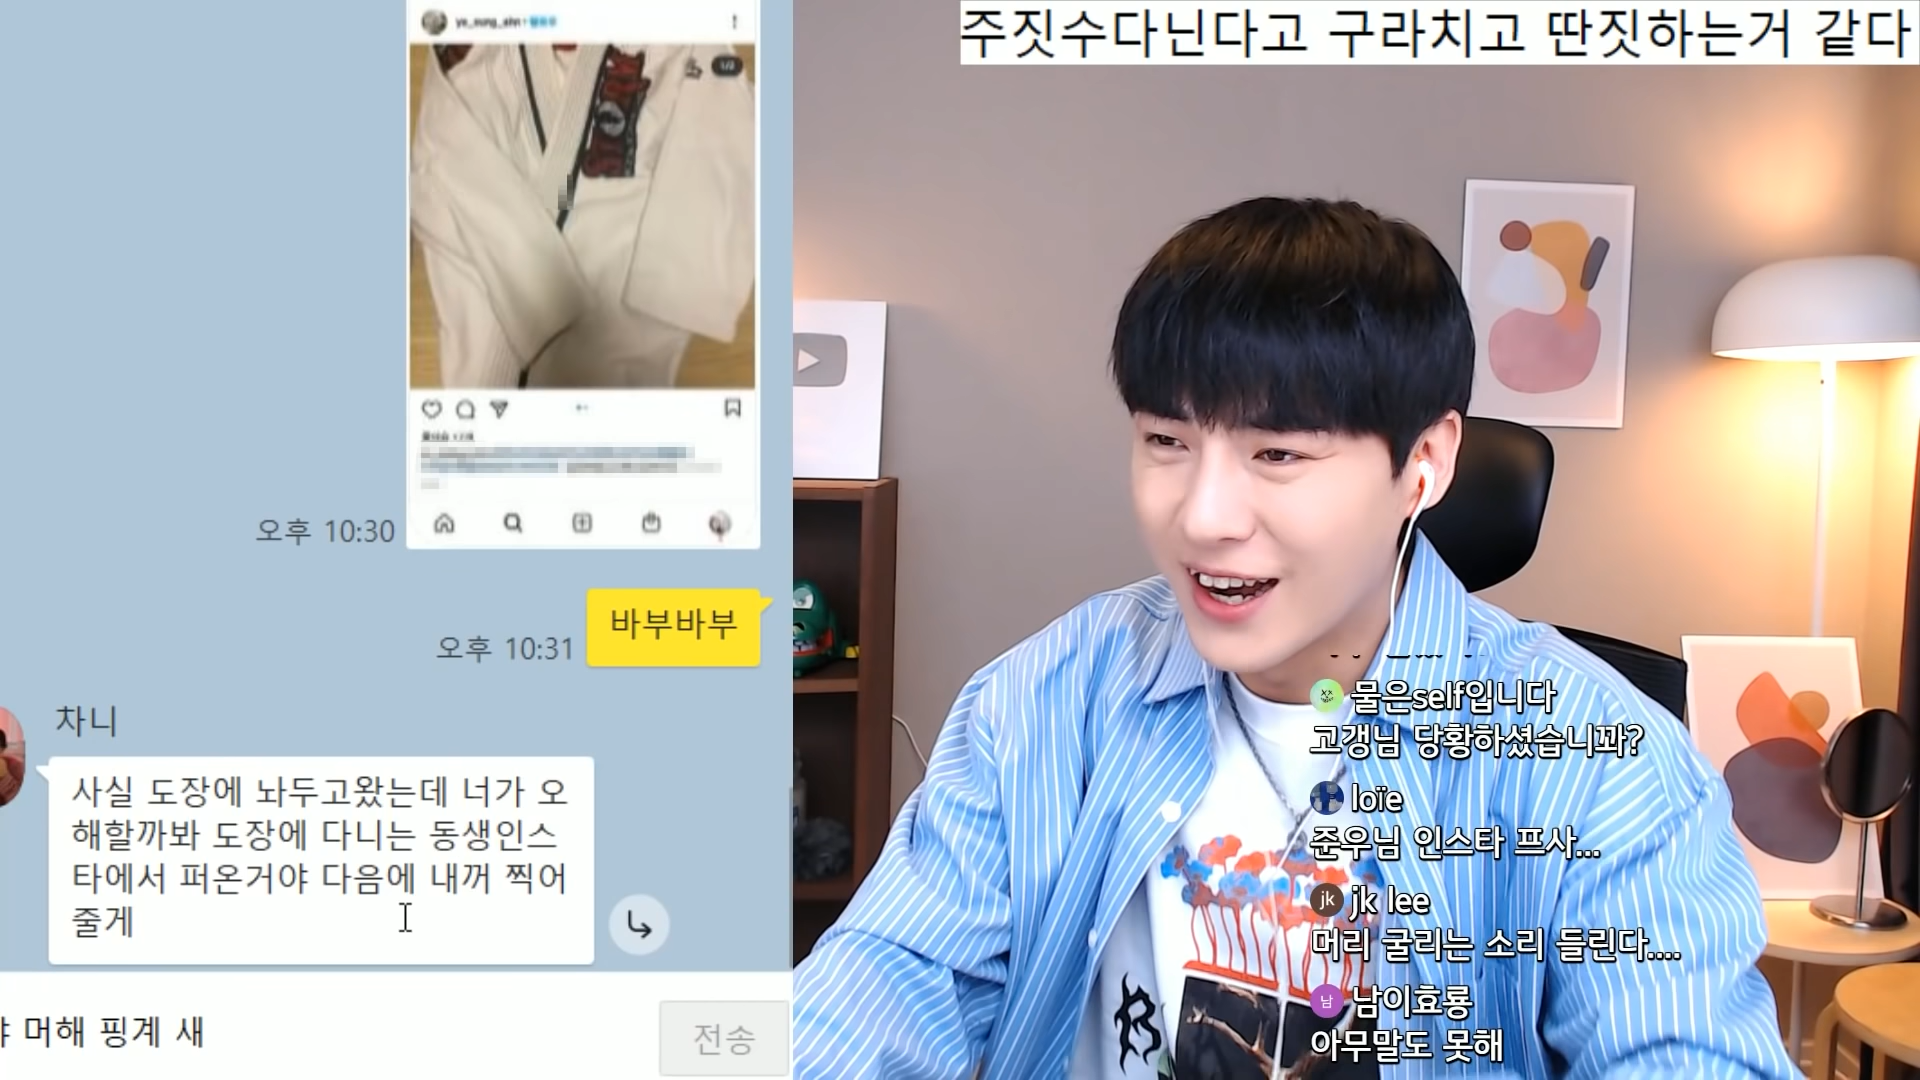 주짓수다닌다고 구라치고 딴짓하는거 같다
1/2
오후 10:30
바부바부
오후 10:31
차니
사실 도장에 놔두고왔는데 너가 오
해할까봐 도장에 다니는 동생인스
타에서 퍼온거야 다음에 내꺼 찍어
줄게
머해 핑계 새
전송
물은self입니다
고갱님 당황하셨습니꽈?
loïe
준우님 인스타 프사...
jk
jk lee
머리 굴리는 소리 들린다....
남
남이효룡
아무말도 못해